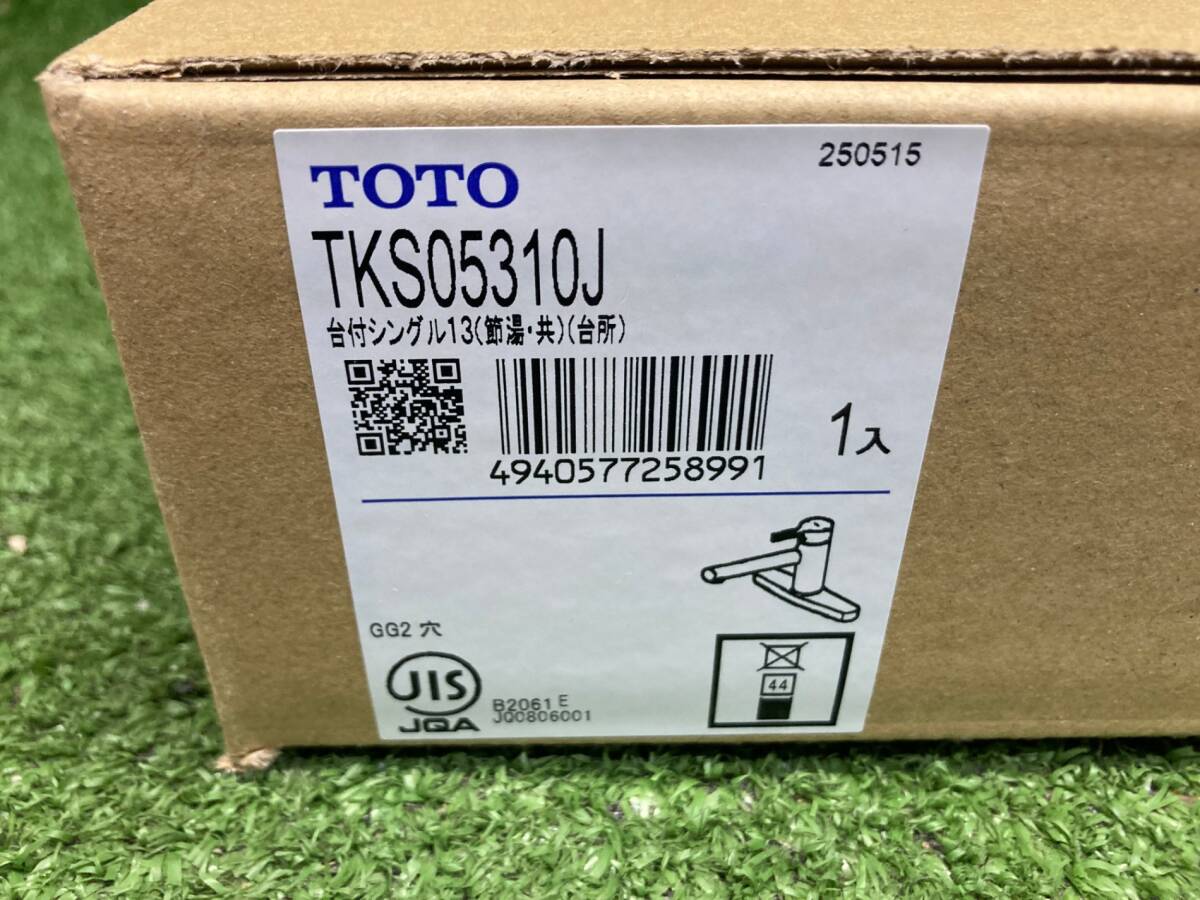 TOTO
250515
TKS05310J
台付シングル13(節湯・共)(台所)
4940577258991
1入
GG2 穴
JIS
JQA
B2061 E
JQ0806001
44